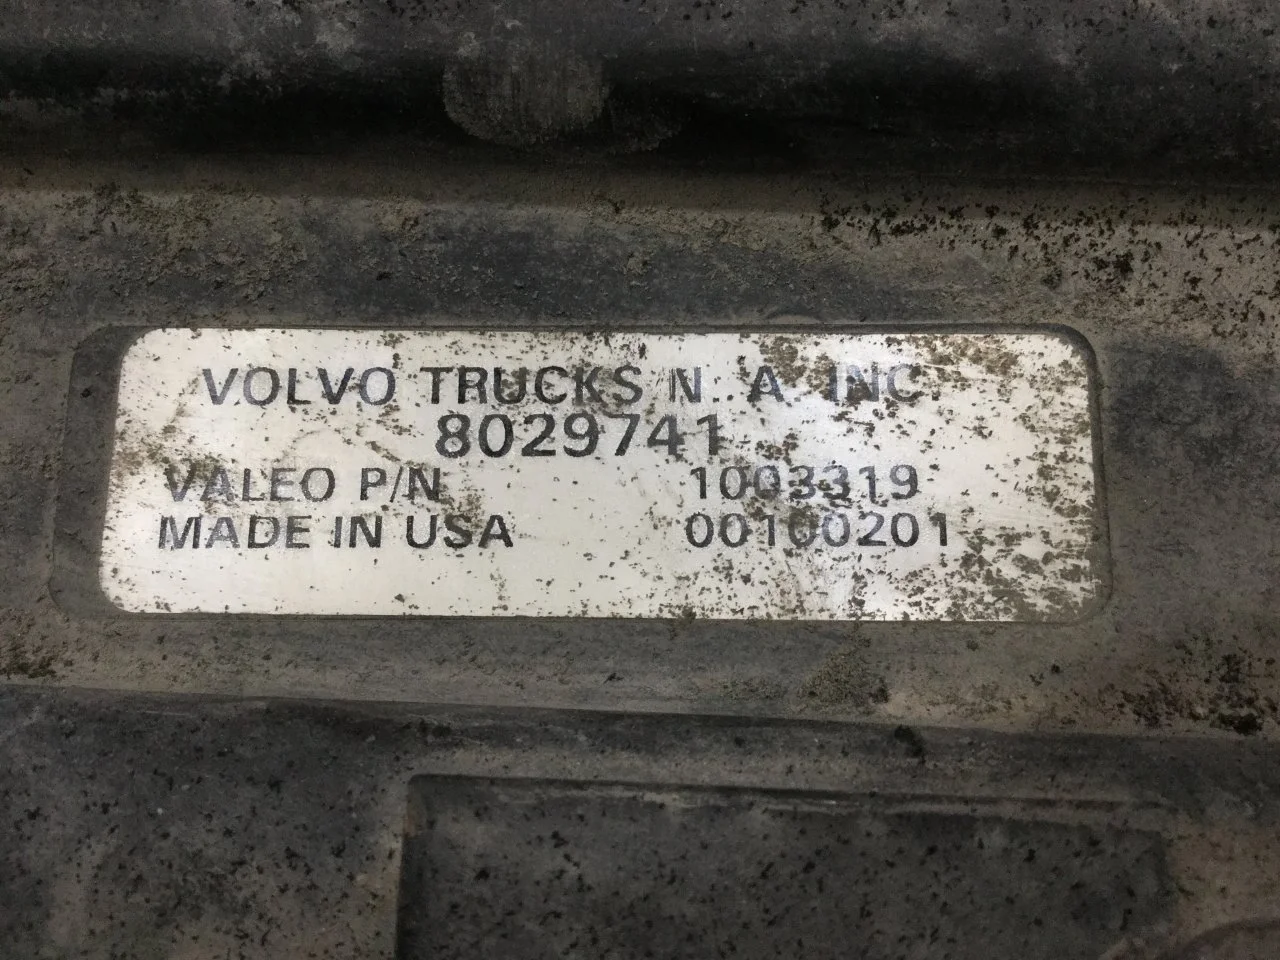 VOLVO TRUCKS N. A. INC.
8029741
VALEO P/N 1003319
MADE IN USA 00100201